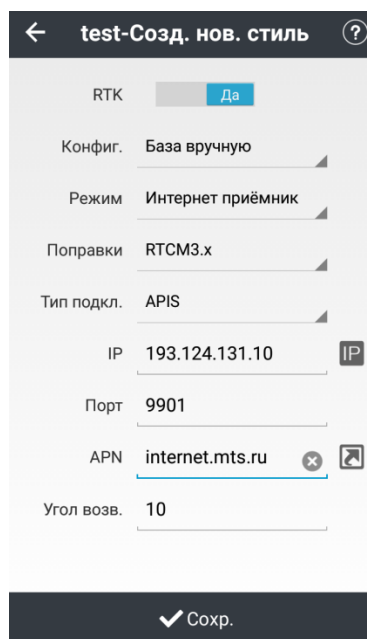 test-Созд. нов. стиль ?
RTK Да
Конфиг. База вручную
Режим Интернет приёмник
Поправки RTCM3.x
Тип подкл. APIS
IP 193.124.131.10 IP
Порт 9901
APN internet.mts.ru
Угол возв. 10
Сохр.